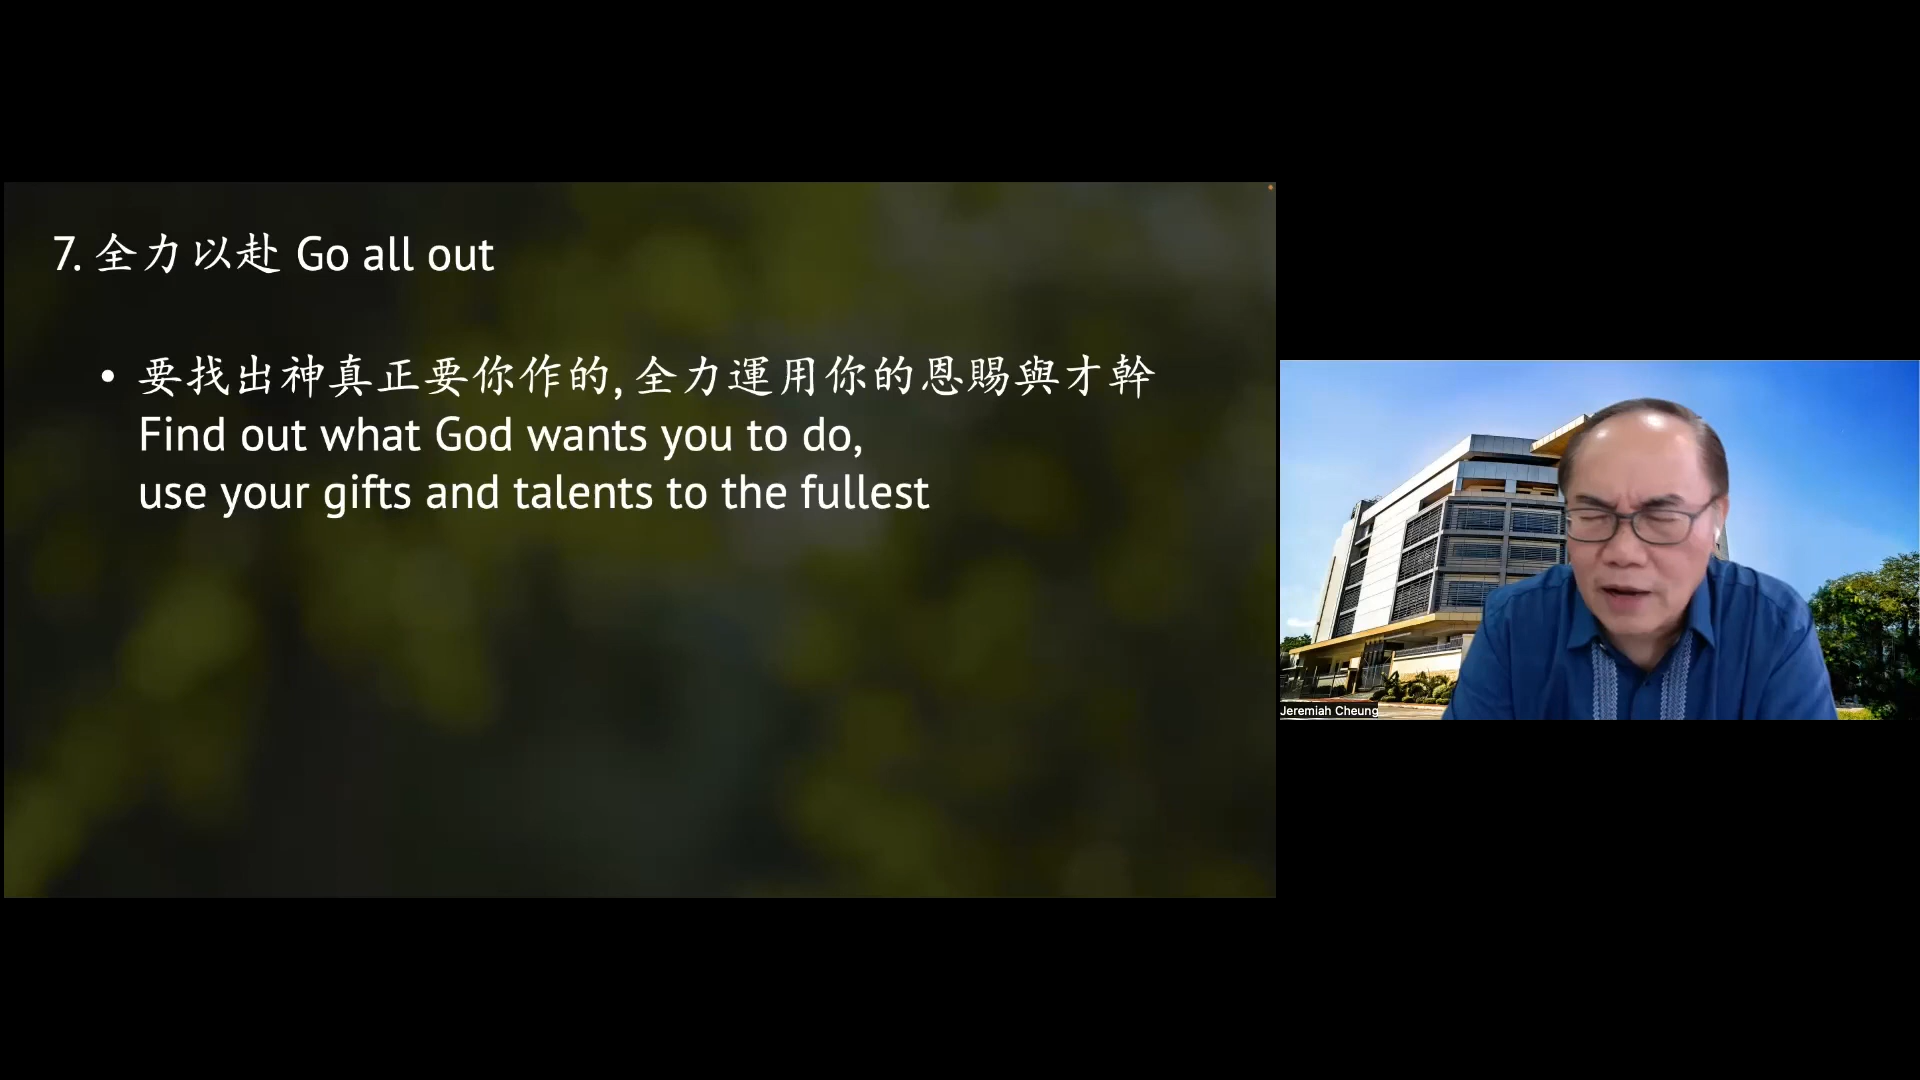 7. 全力以赴 Go all out
• 要找出神真正要你作的, 全力運用你的恩賜與才幹
Find out what God wants you to do,
use your gifts and talents to the fullest
Jeremiah Cheung